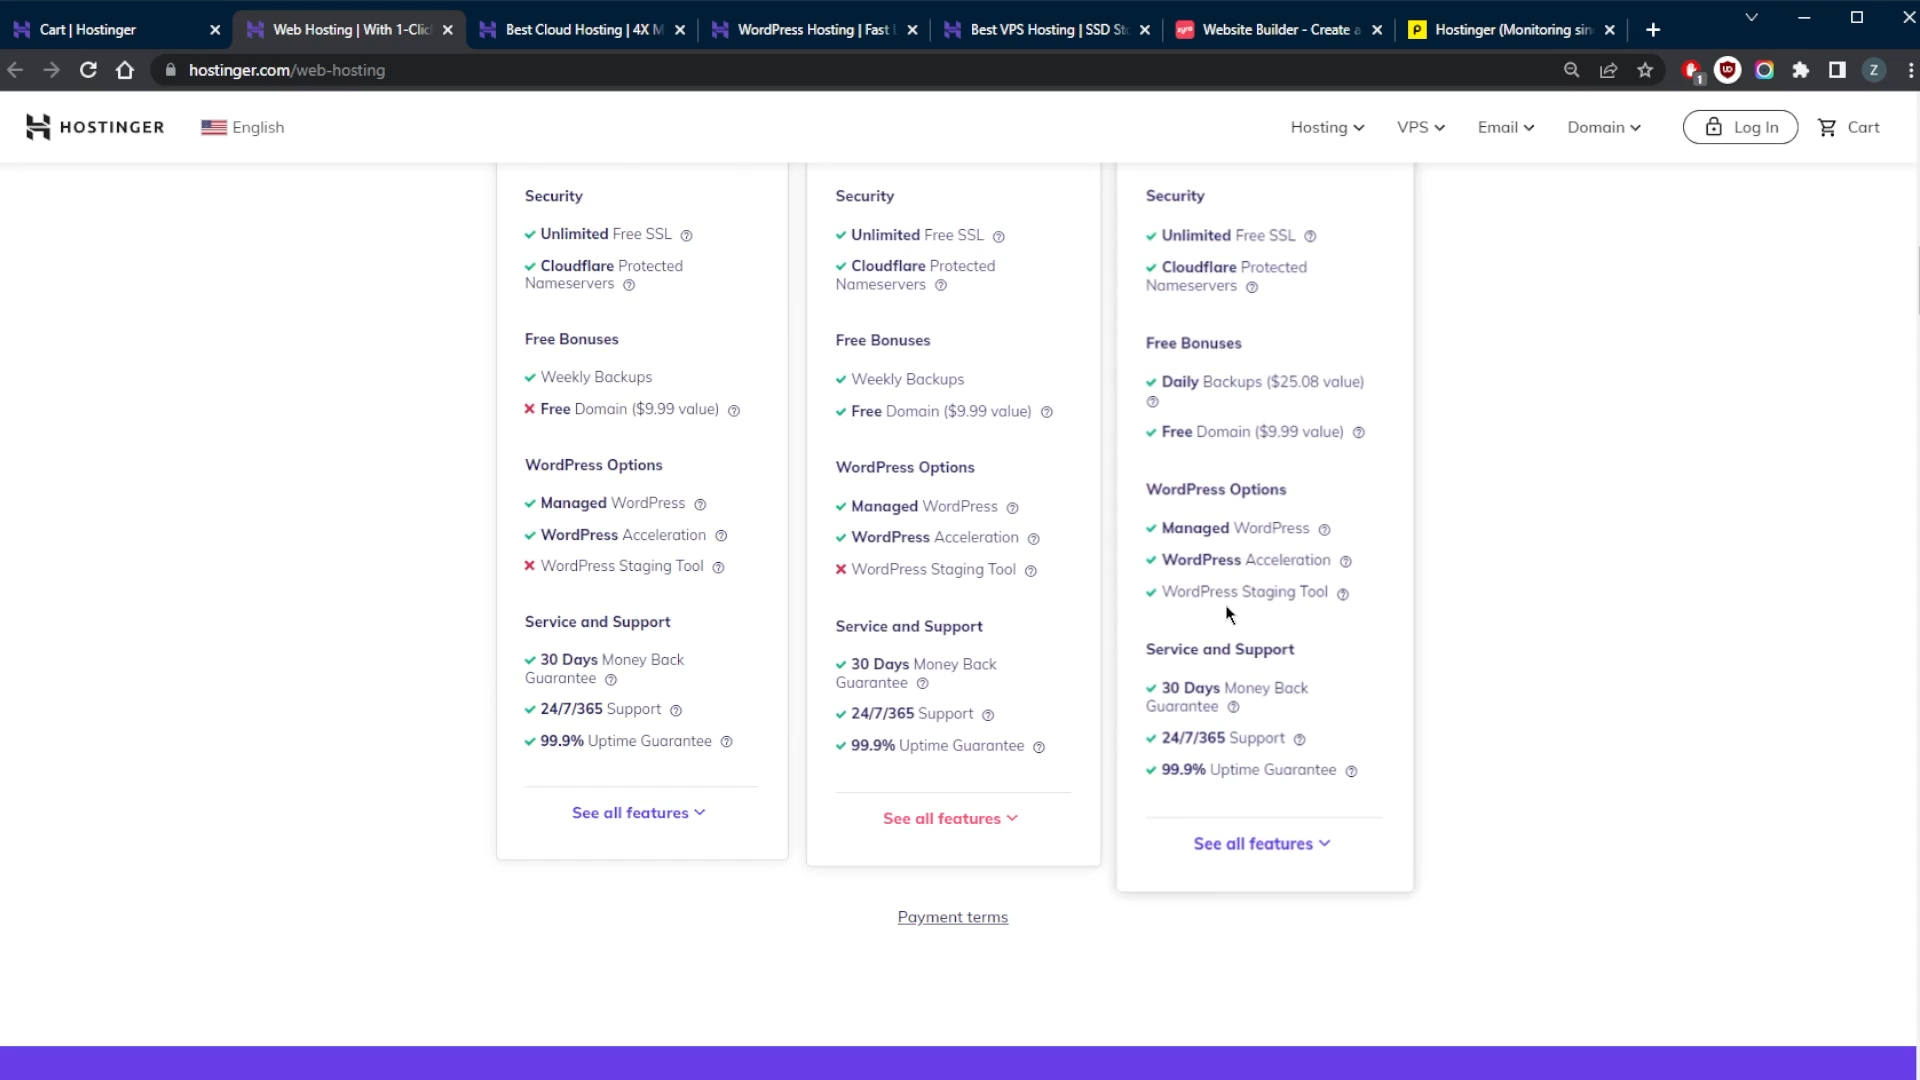 Cart | Hostinger
Web Hosting | With 1-Clic
Best Cloud Hosting | 4X M
WordPress Hosting | Fast
Best VPS Hosting | SSD St
Website Builder - Create a
Hostinger (Monitoring sin
hostinger.com/web-hosting
1
Z
HOSTINGER
English
Hosting
VPS
Email
Domain
Log In
Cart
Security
Unlimited Free SSL
Cloudflare Protected
Nameservers
Free Bonuses
Weekly Backups
Free Domain ($9.99 value)
WordPress Options
Managed WordPress
WordPress Acceleration
WordPress Staging Tool
Service and Support
30 Days Money Back
Guarantee
24/7/365 Support
99.9% Uptime Guarantee
See all features
Security
Unlimited Free SSL
Cloudflare Protected
Nameservers
Free Bonuses
Weekly Backups
Free Domain ($9.99 value)
WordPress Options
Managed WordPress
WordPress Acceleration
WordPress Staging Tool
Service and Support
30 Days Money Back
Guarantee
24/7/365 Support
99.9% Uptime Guarantee
See all features
Security
Unlimited Free SSL
Cloudflare Protected
Nameservers
Free Bonuses
Daily Backups ($25.08 value)
Free Domain ($9.99 value)
WordPress Options
Managed WordPress
WordPress Acceleration
WordPress Staging Tool
Service and Support
30 Days Money Back
Guarantee
24/7/365 Support
99.9% Uptime Guarantee
See all features
Payment terms